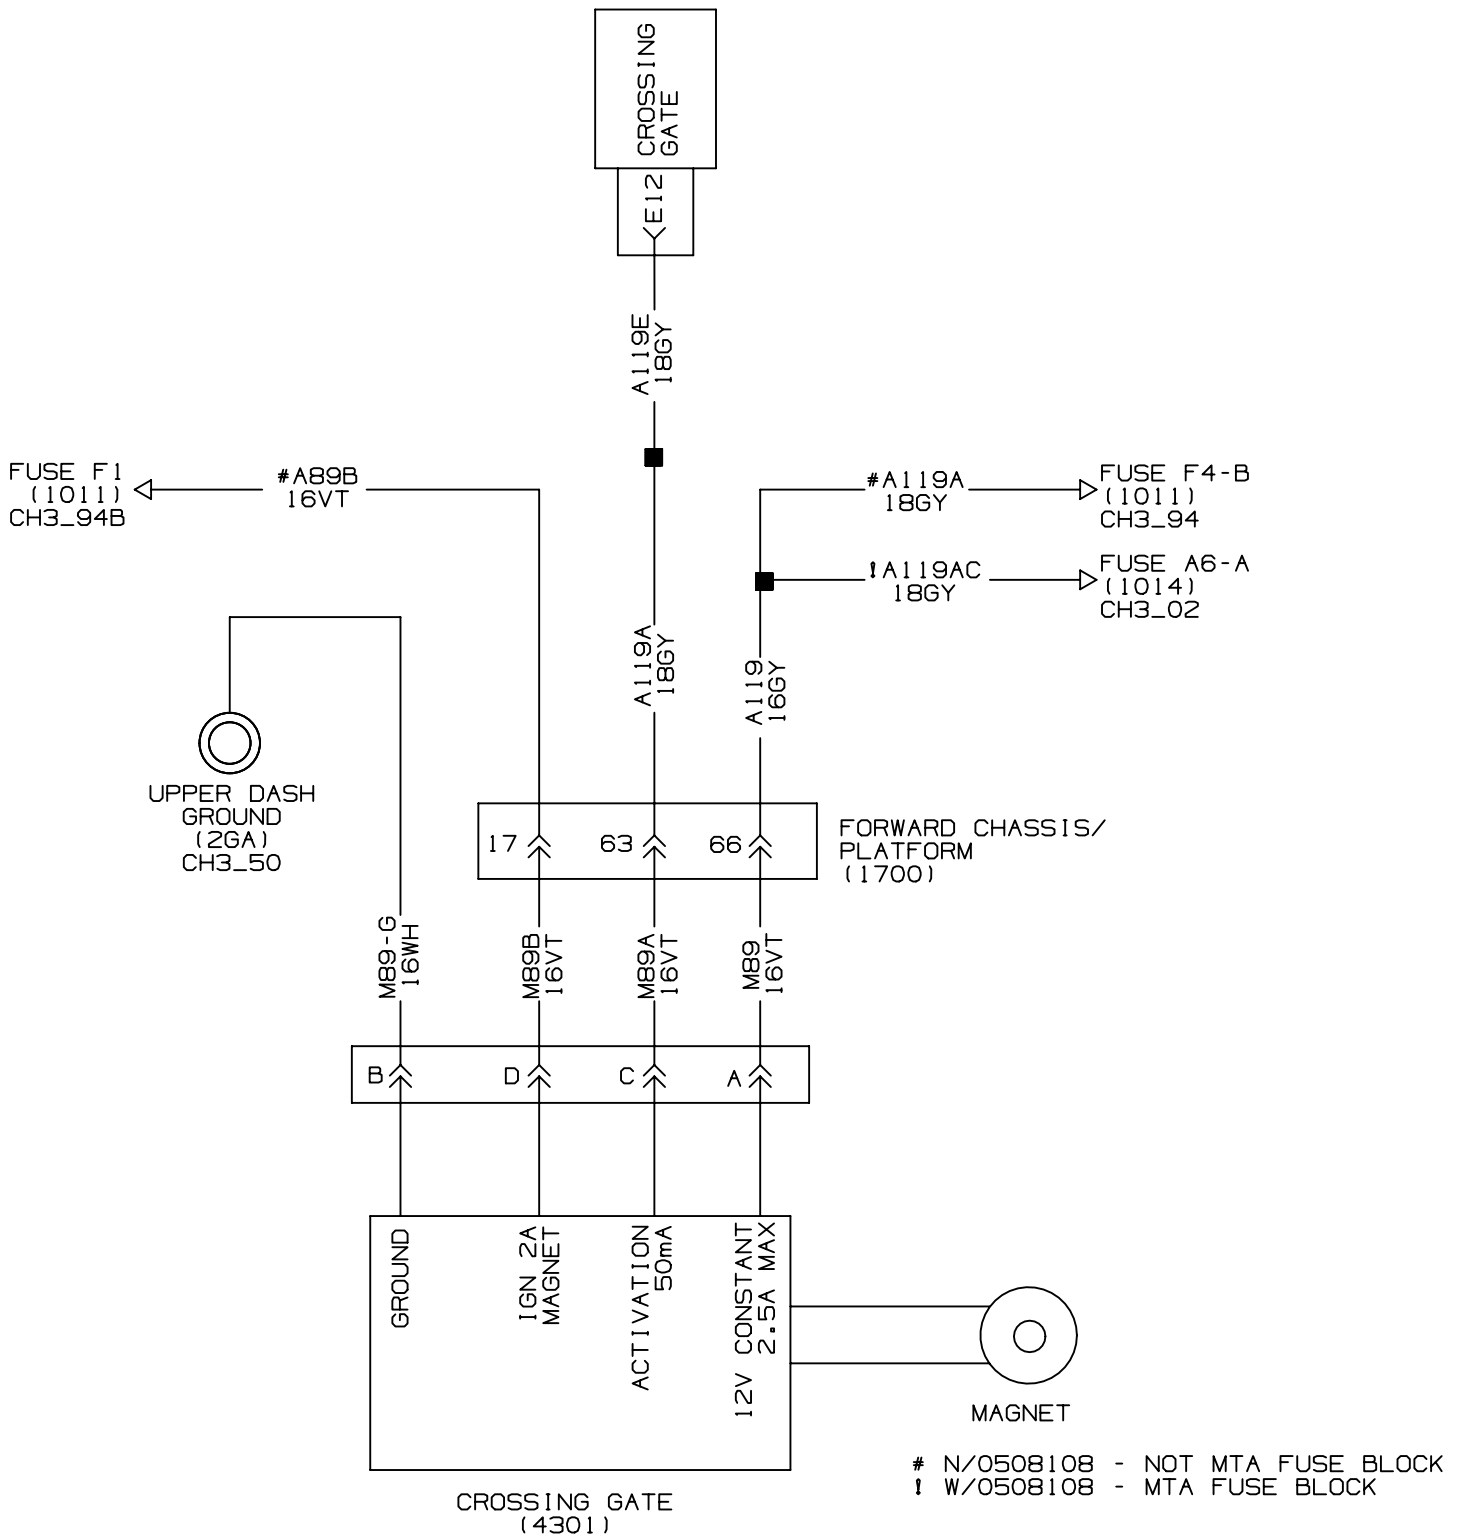 CROSSING
GATE
E12
A119E
18GY
FUSE F1
(1011)
CH3_94B
#A89B
16VT
#A119A
18GY
FUSE F4-B
(1011)
CH3_94
!A119AC
18GY
FUSE A6-A
(1014)
CH3_02
A119A
18GY
A119
16GY
UPPER DASH
GROUND
(2GA)
CH3_50
17
63
66
FORWARD CHASSIS/
PLATFORM
(1700)
M89-G
16WH
M89B
16VT
M89A
16VT
M89
16VT
B
D
C
A
GROUND
IGN 2A
MAGNET
ACTIVATION
50mA
12V CONSTANT
2.5A MAX
MAGNET
# N/0508108 - NOT MTA FUSE BLOCK
! W/0508108 - MTA FUSE BLOCK
CROSSING GATE
(4301)